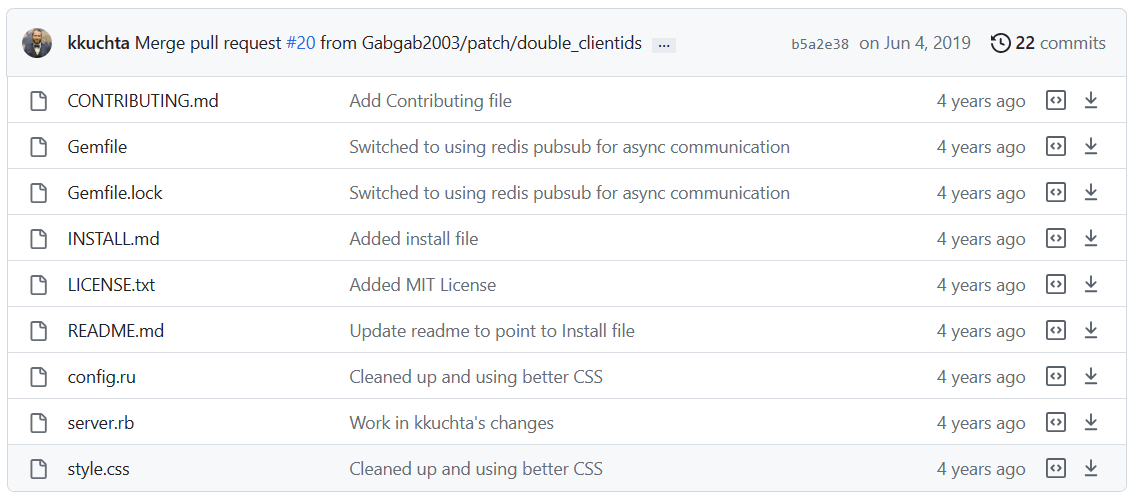 kkuchta Merge pull request #20 from Gabgab2003/patch/double_clientids ... b5a2e38 on Jun 4, 2019 22 commits
CONTRIBUTING.md Add Contributing file 4 years ago
Gemfile Switched to using redis pubsub for async communication 4 years ago
Gemfile.lock Switched to using redis pubsub for async communication 4 years ago
INSTALL.md Added install file 4 years ago
LICENSE.txt Added MIT License 4 years ago
README.md Update readme to point to Install file 4 years ago
config.ru Cleaned up and using better CSS 4 years ago
server.rb Work in kkuchta's changes 4 years ago
style.css Cleaned up and using better CSS 4 years ago